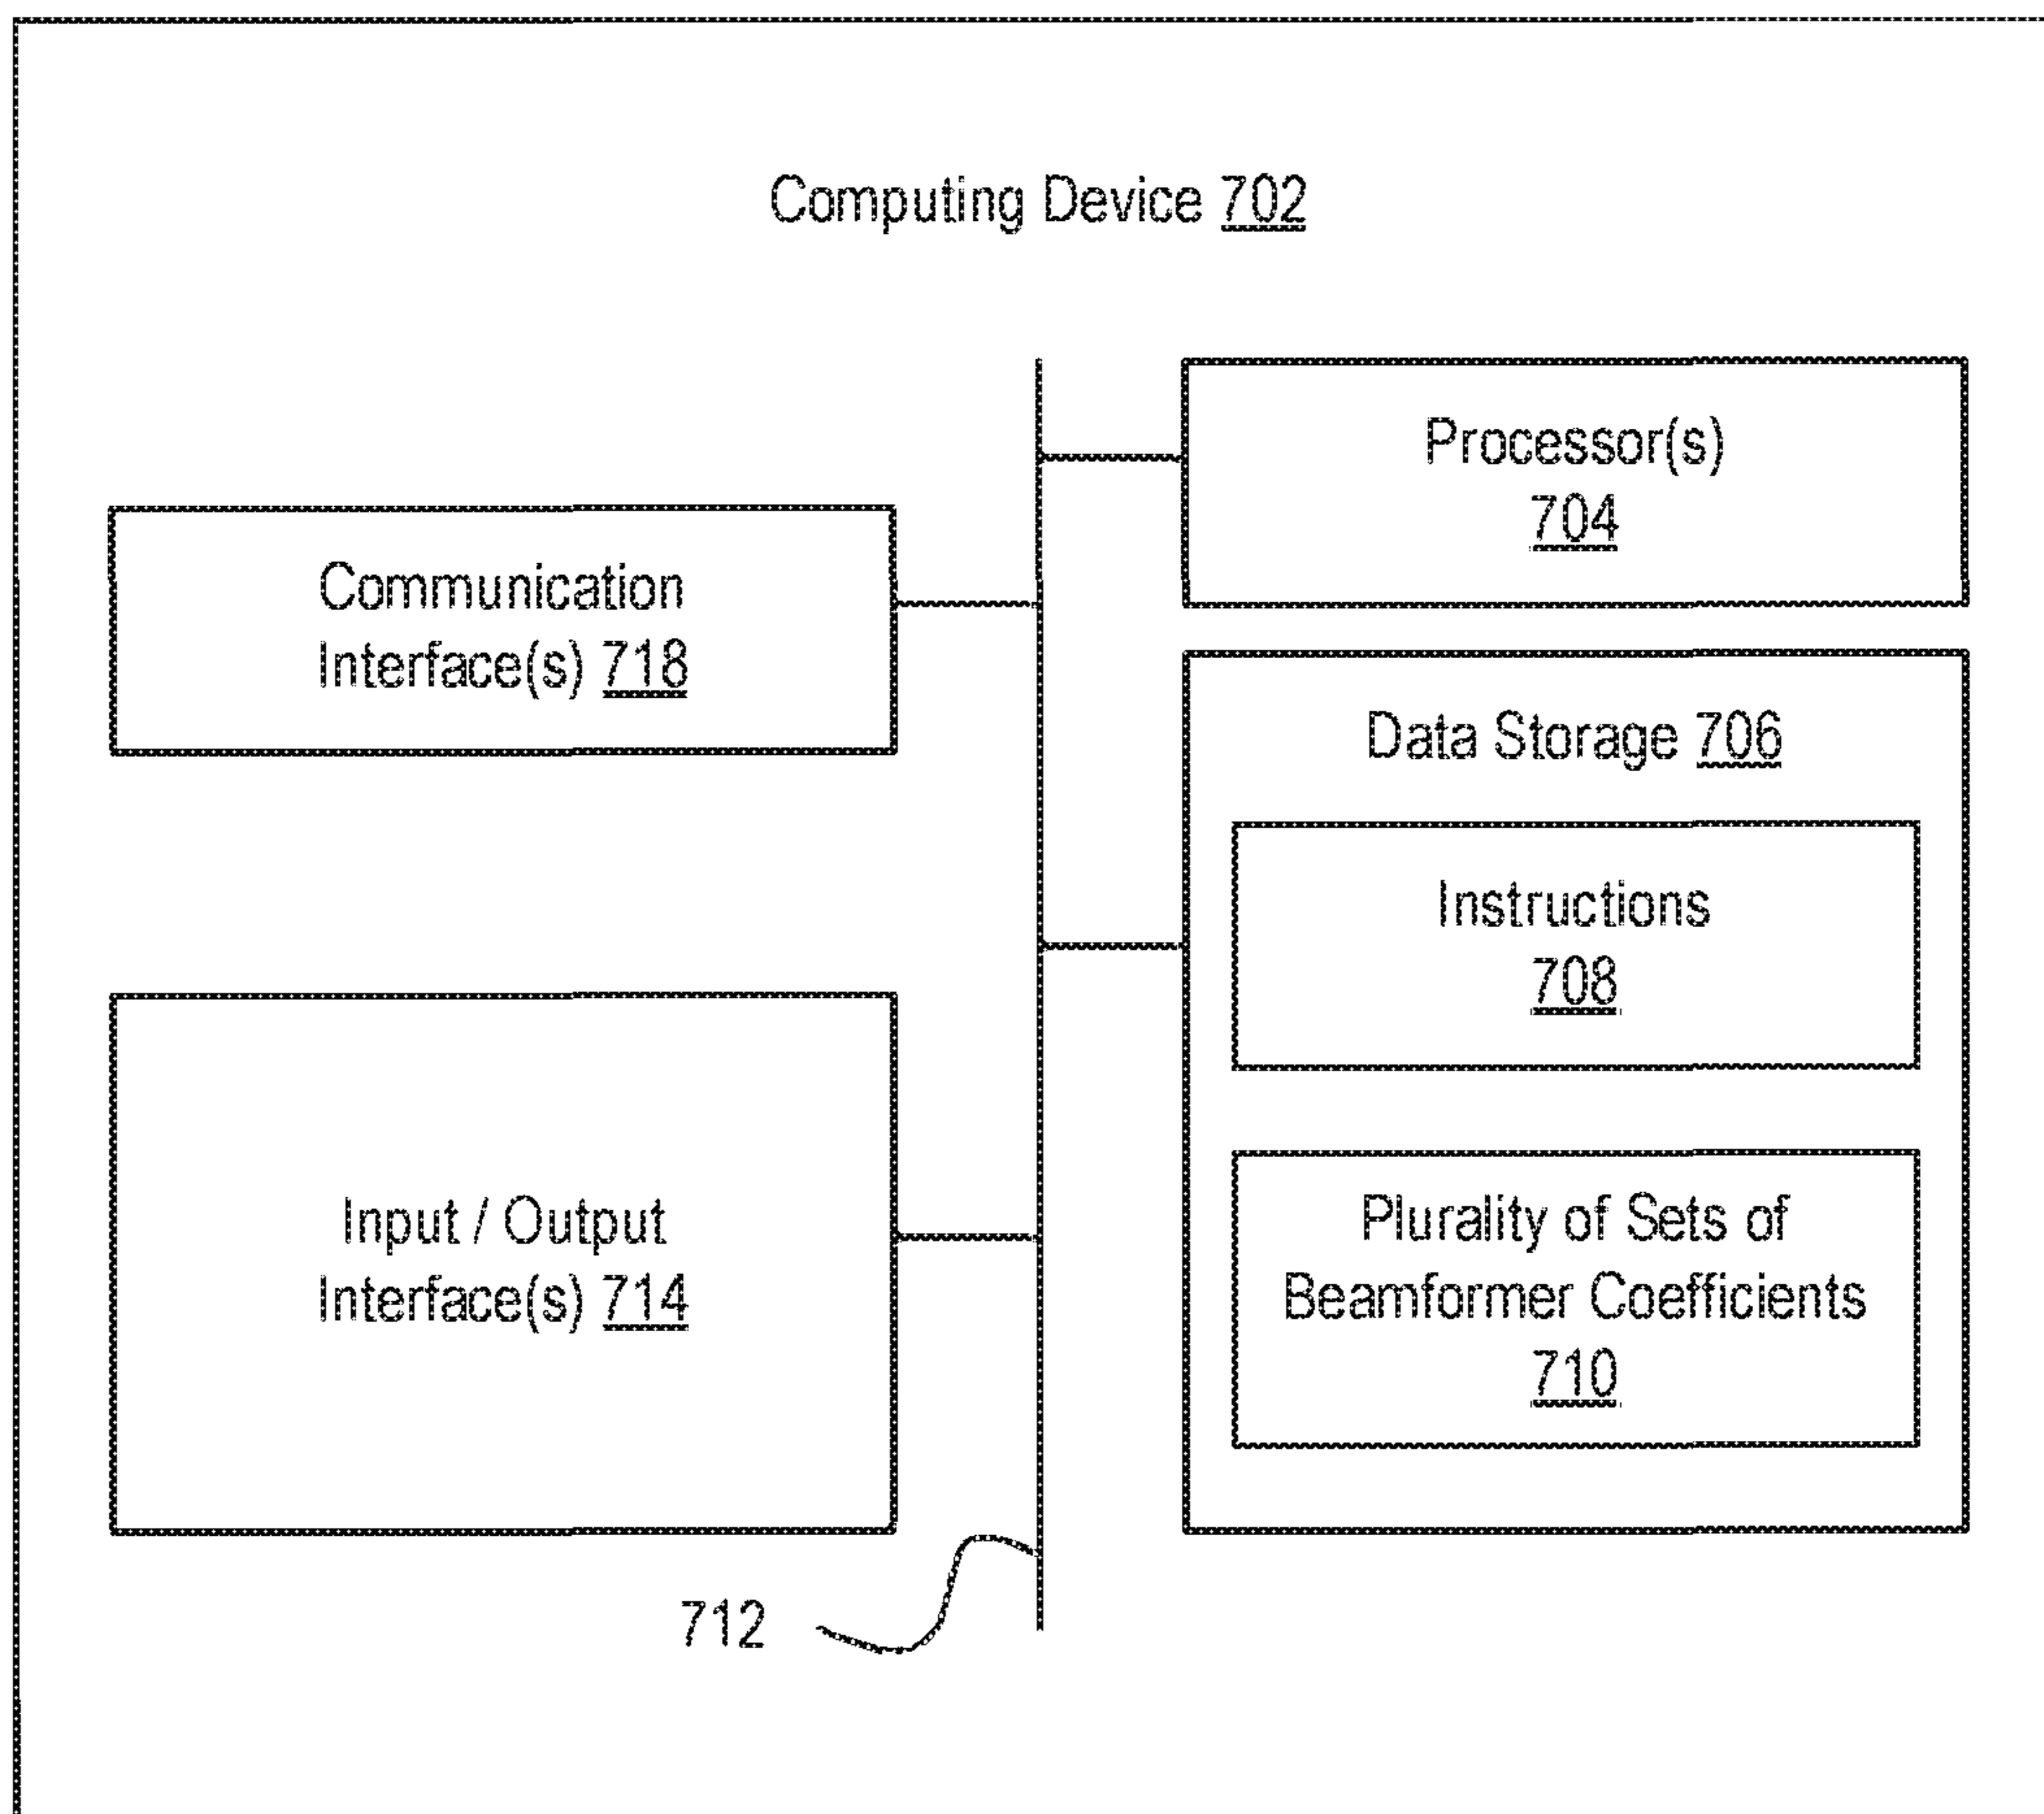 Computing Device 702
Processor(s)
704
Communication
Interface(s) 718
Data Storage 706
Instructions
708
Input / Output
Interface(s) 714
Plurality of Sets of
Beamformer Coefficients
710
712